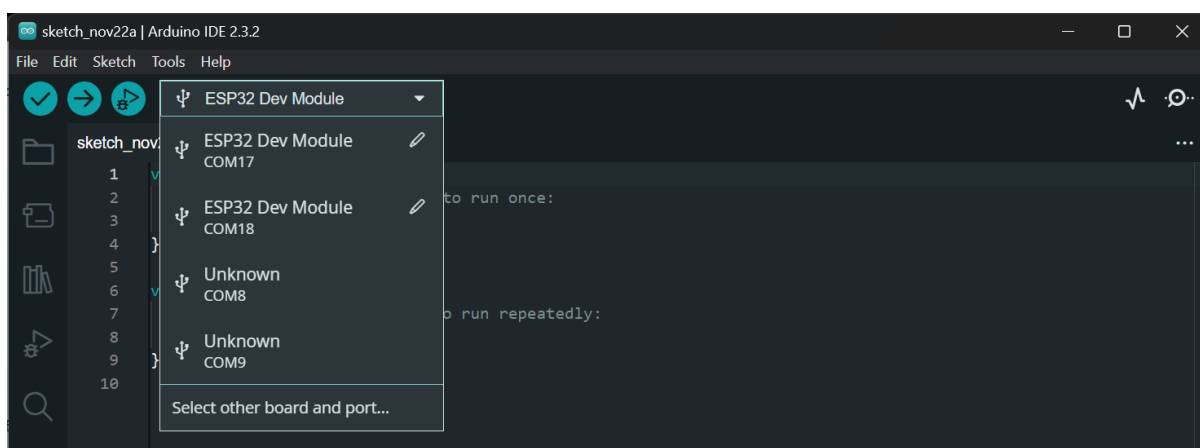 sketch_nov22a | Arduino IDE 2.3.2
File Edit Sketch Tools Help
ESP32 Dev Module
ESP32 Dev Module
COM17
ESP32 Dev Module
COM18
Unknown
COM8
Unknown
COM9
Select other board and port...
sketch_nov
1 v
2 to run once:
3
4 }
5
6 v
7 o run repeatedly:
8
9 }
10